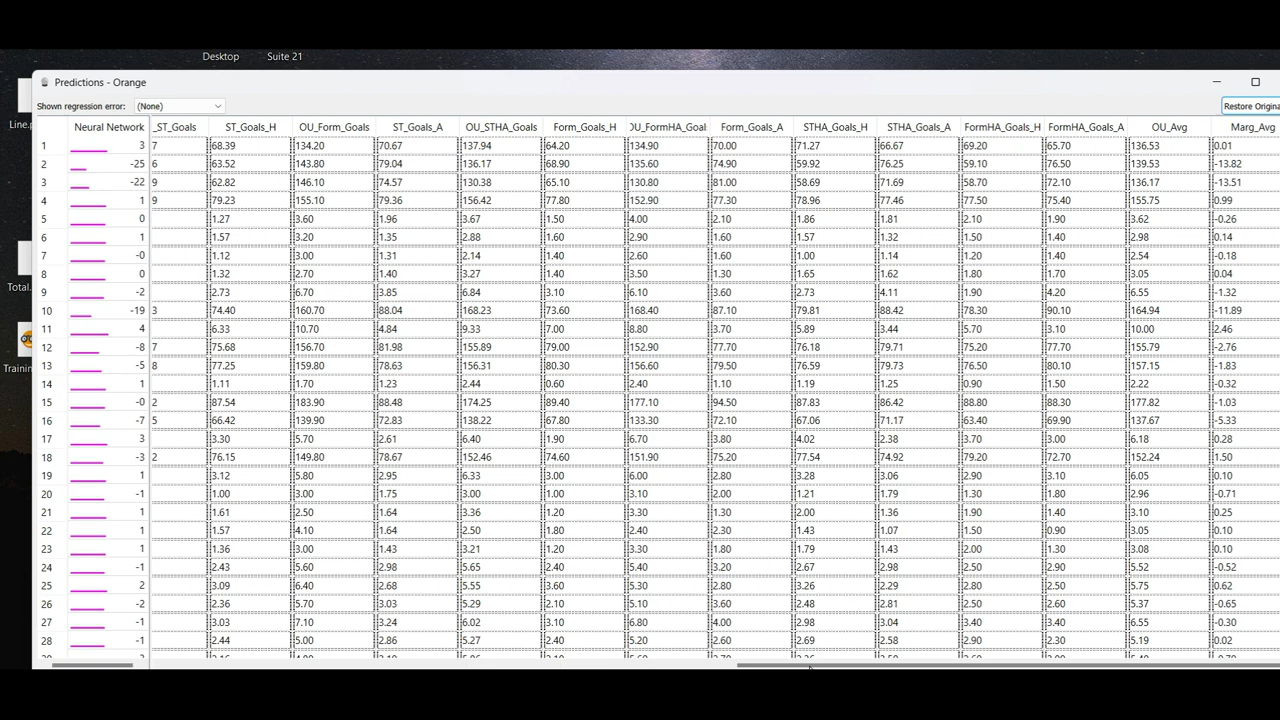 Desktop Suite 21
Predictions - Orange
Shown regression error: (None) Restore Origina
Neural Network _ST_Goals ST_Goals_H OU_Form_Goals ST_Goals_A OU_STHA_Goals Form_Goals_H OU_FormHA_Goal Form_Goals_A STHA_Goals_H STHA_Goals_A FormHA_Goals_H FormHA_Goals_A OU_Avg Marg_Avg
1 3 7 68.39 134.20 70.67 137.94 64.20 134.90 70.00 71.27 66.67 69.20 65.70 136.53 0.01
2 -25 6 63.52 143.80 79.04 136.17 68.90 135.60 74.90 59.92 76.25 59.10 76.50 139.53 -13.82
3 -22 9 62.82 146.10 74.57 130.38 65.10 130.80 81.00 58.69 71.69 58.70 72.10 136.17 -13.51
4 1 9 79.23 155.10 79.36 156.42 77.80 152.90 77.30 78.96 77.46 77.50 75.40 155.75 0.99
5 0 1.27 3.60 1.96 3.67 1.50 4.00 2.10 1.86 1.81 2.10 1.90 3.62 -0.26
6 1 1.57 3.20 1.35 2.88 1.60 2.90 1.60 1.57 1.32 1.50 1.40 2.98 0.14
7 -0 1.12 3.00 1.31 2.14 1.40 2.60 1.60 1.00 1.14 1.20 1.40 2.54 -0.18
8 0 1.32 2.70 1.40 3.27 1.40 3.50 1.30 1.65 1.62 1.80 1.70 3.05 0.04
9 -2 2.73 6.70 3.85 6.84 3.10 6.10 3.60 2.73 4.11 1.90 4.20 6.55 -1.32
10 -19 3 74.40 160.70 88.04 168.23 73.60 168.40 87.10 79.81 88.42 78.30 90.10 164.94 -11.89
11 4 6.33 10.70 4.84 9.33 7.00 8.80 3.70 5.89 3.44 5.70 3.10 10.00 2.46
12 -8 7 75.68 156.70 81.98 155.89 79.00 152.90 77.70 76.18 79.71 75.20 77.70 155.79 -2.76
13 -5 8 77.25 159.80 78.63 156.31 80.30 156.60 79.50 76.59 79.73 76.50 80.10 157.15 -1.83
14 1 1.11 1.70 1.23 2.44 0.60 2.40 1.10 1.19 1.25 0.90 1.50 2.22 -0.32
15 -0 2 87.54 183.90 88.48 174.25 89.40 177.10 94.50 87.83 86.42 88.80 88.30 177.82 -1.03
16 -7 5 66.42 139.90 72.83 138.22 67.80 133.30 72.10 67.06 71.17 63.40 69.90 137.67 -5.33
17 3 3.30 5.70 2.61 6.40 1.90 6.70 3.80 4.02 2.38 3.70 3.00 6.18 0.28
18 -3 2 76.15 149.80 78.67 152.46 74.60 151.90 75.20 77.54 74.92 79.20 72.70 152.24 1.50
19 1 3.12 5.80 2.95 6.33 3.00 6.00 2.80 3.28 3.06 2.90 3.10 6.05 0.10
20 -1 1.00 3.00 1.75 3.00 1.00 3.10 2.00 1.21 1.79 1.30 1.80 2.96 -0.71
21 1 1.61 2.50 1.64 3.36 1.20 3.30 1.30 2.00 1.36 1.90 1.40 3.10 0.25
22 1 1.57 4.10 1.64 2.50 1.80 2.40 2.30 1.43 1.07 1.50 0.90 3.05 0.10
23 1 1.36 3.00 1.43 3.21 1.20 3.30 1.80 1.79 1.43 2.00 1.30 3.08 0.10
24 -1 2.43 5.60 2.98 5.65 2.40 5.40 3.20 2.67 2.98 2.50 2.90 5.52 -0.52
25 2 3.09 6.40 2.68 5.55 3.60 5.30 2.80 3.26 2.29 2.80 2.50 5.75 0.62
26 -2 2.36 5.70 3.03 5.29 2.10 5.10 3.60 2.48 2.81 2.50 2.60 5.37 -0.65
27 -1 3.03 7.10 3.24 6.02 3.10 6.80 4.00 2.98 3.04 3.40 3.40 6.55 -0.30
28 -1 2.44 5.00 2.86 5.27 2.40 5.20 2.60 2.69 2.58 2.90 2.30 5.19 0.02
Line.p
Total.
Trainin